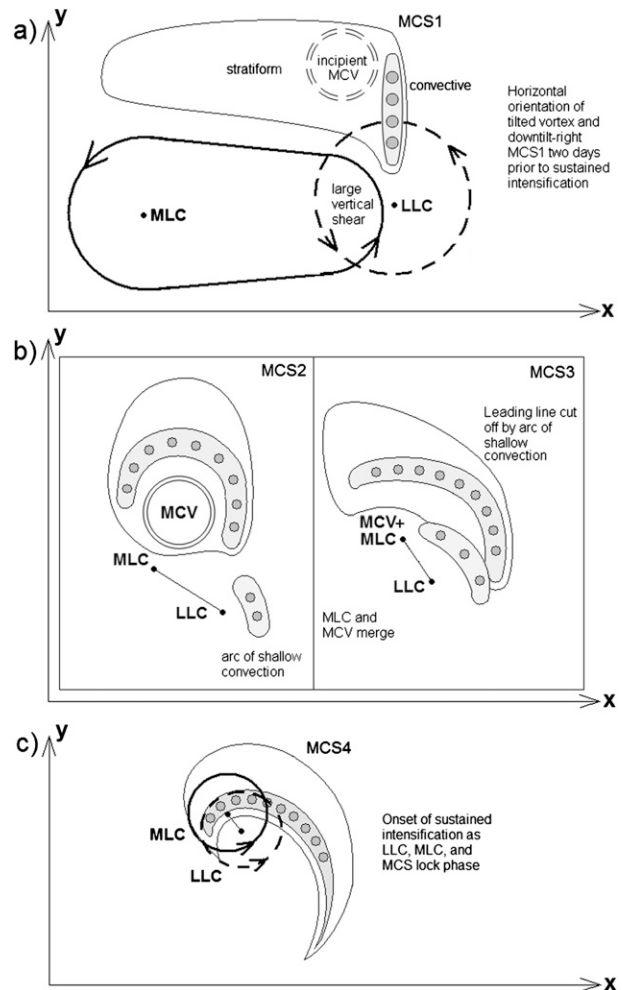 a)
y
MCS1
stratiform
incipient
MCV
convective
Horizontal
orientation of
tilted vortex and
downtilt-right
MCS1 two days
prior to sustained
intensification
MLC
large
vertical
shear
LLC
x
b)
y
MCS2
MCV
MLC
LLC
arc of shallow
convection
MCS3
Leading line cut
off by arc of
shallow
convection
MCV+
MLC
LLC
MLC and
MCV merge
x
c)
y
MCS4
MLC
LLC
Onset of sustained
intensification as
LLC, MLC, and
MCS lock phase
x